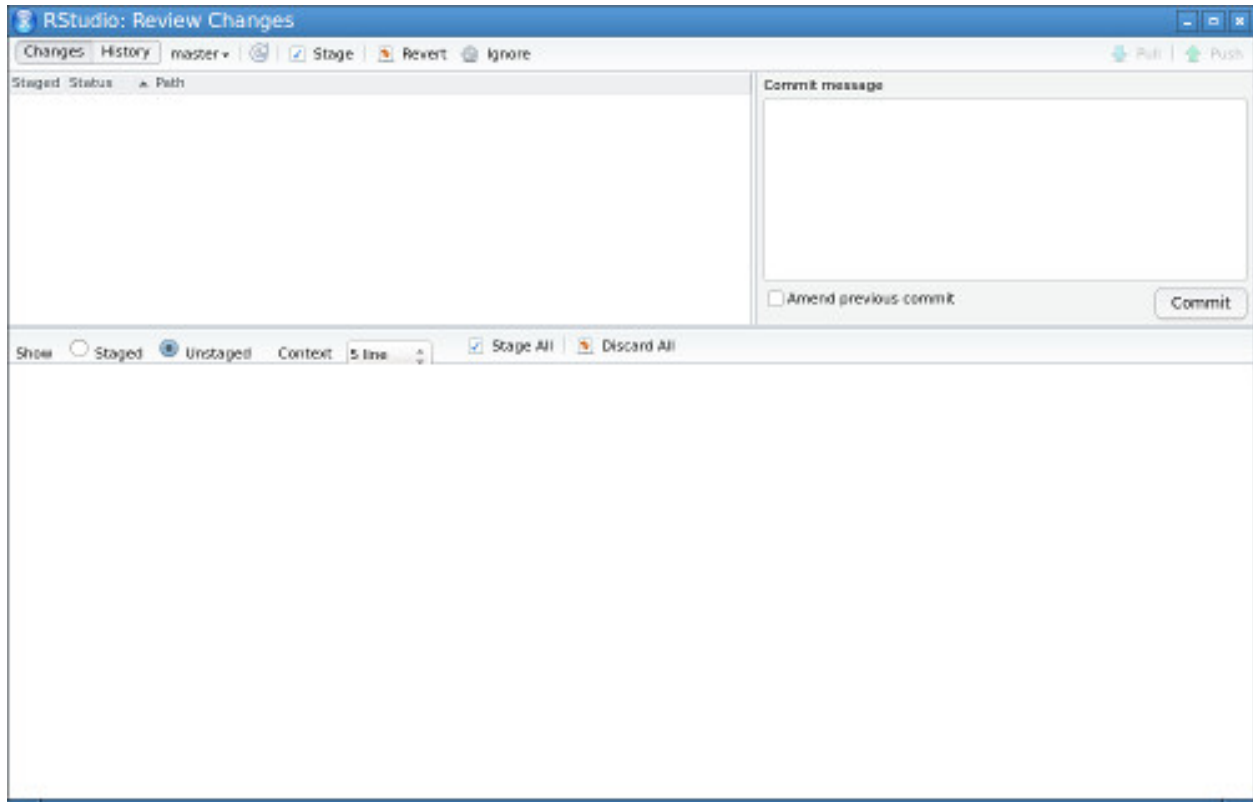 RStudio: Review Changes
Changes History master Stage Revert Ignore Pull Push
Staged Status Path
Commit message
Amend previous commit
Commit
Show Staged Unstaged Context 5 line Stage All Discard All